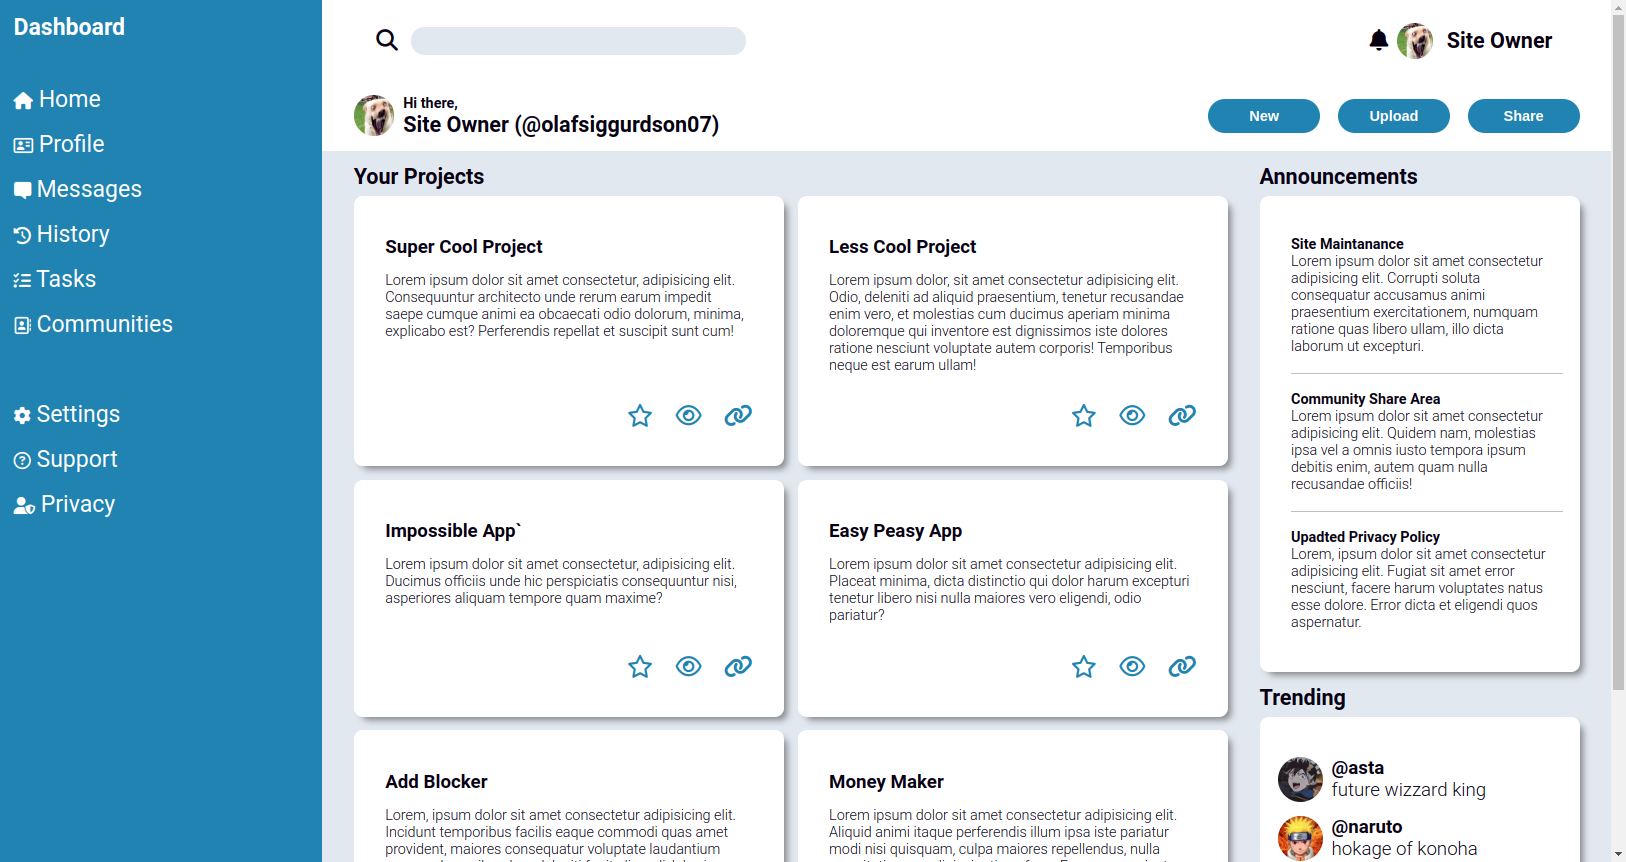 Dashboard
Home
Profile
Messages
History
Tasks
Communities
Settings
Support
Privacy
Site Owner
Hi there,
Site Owner (@olafsiggurdson07)
New
Upload
Share
Your Projects
Super Cool Project
Lorem ipsum dolor sit amet consectetur, adipisicing elit.
Consequuntur architecto unde rerum earum impedit
saepe cumque animi ea obcaecati odio dolorum, minima,
explicabo est? Perferendis repellat et suscipit sunt cum!
Less Cool Project
Lorem ipsum dolor, sit amet consectetur adipisicing elit.
Odio, deleniti ad aliquid praesentium, tenetur recusandae
enim vero, et molestias cum ducimus aperiam minima
doloremque qui inventore est dignissimos iste dolores
ratione nesciunt voluptate autem corporis! Temporibus
neque est earum ullam!
Impossible App`
Lorem ipsum dolor sit amet consectetur, adipisicing elit.
Ducimus officiis unde hic perspiciatis consequuntur nisi,
asperiores aliquam tempore quam maxime?
Easy Peasy App
Lorem ipsum dolor sit amet consectetur adipisicing elit.
Placeat minima, dicta distinctio qui dolor harum excepturi
tenetur libero nisi nulla maiores vero eligendi, odio
pariatur?
Add Blocker
Lorem, ipsum dolor sit amet consectetur adipisicing elit.
Incidunt temporibus facilis eaque commodi quas amet
provident, maiores consequatur voluptate laudantium
Money Maker
Lorem ipsum dolor sit amet consectetur adipisicing elit.
Aliquid animi itaque perferendis illum ipsa iste pariatur
modi nisi quisquam, culpa maiores repellendus, nulla
Announcements
Site Maintanance
Lorem ipsum dolor sit amet consectetur
adipisicing elit. Corrupti soluta
consequatur accusamus animi
praesentium exercitationem, numquam
ratione quas libero ullam, illo dicta
laborum ut excepturi.
Community Share Area
Lorem ipsum dolor sit amet consectetur
adipisicing elit. Quidem nam, molestias
ipsa vel a omnis iusto tempora ipsum
debitis enim, autem quam nulla
recusandae officiis!
Upadted Privacy Policy
Lorem, ipsum dolor sit amet consectetur
adipisicing elit. Fugiat sit amet error
nesciunt, facere harum voluptates natus
esse dolore. Error dicta et eligendi quos
aspernatur.
Trending
@asta
future wizzard king
@naruto
hokage of konoha